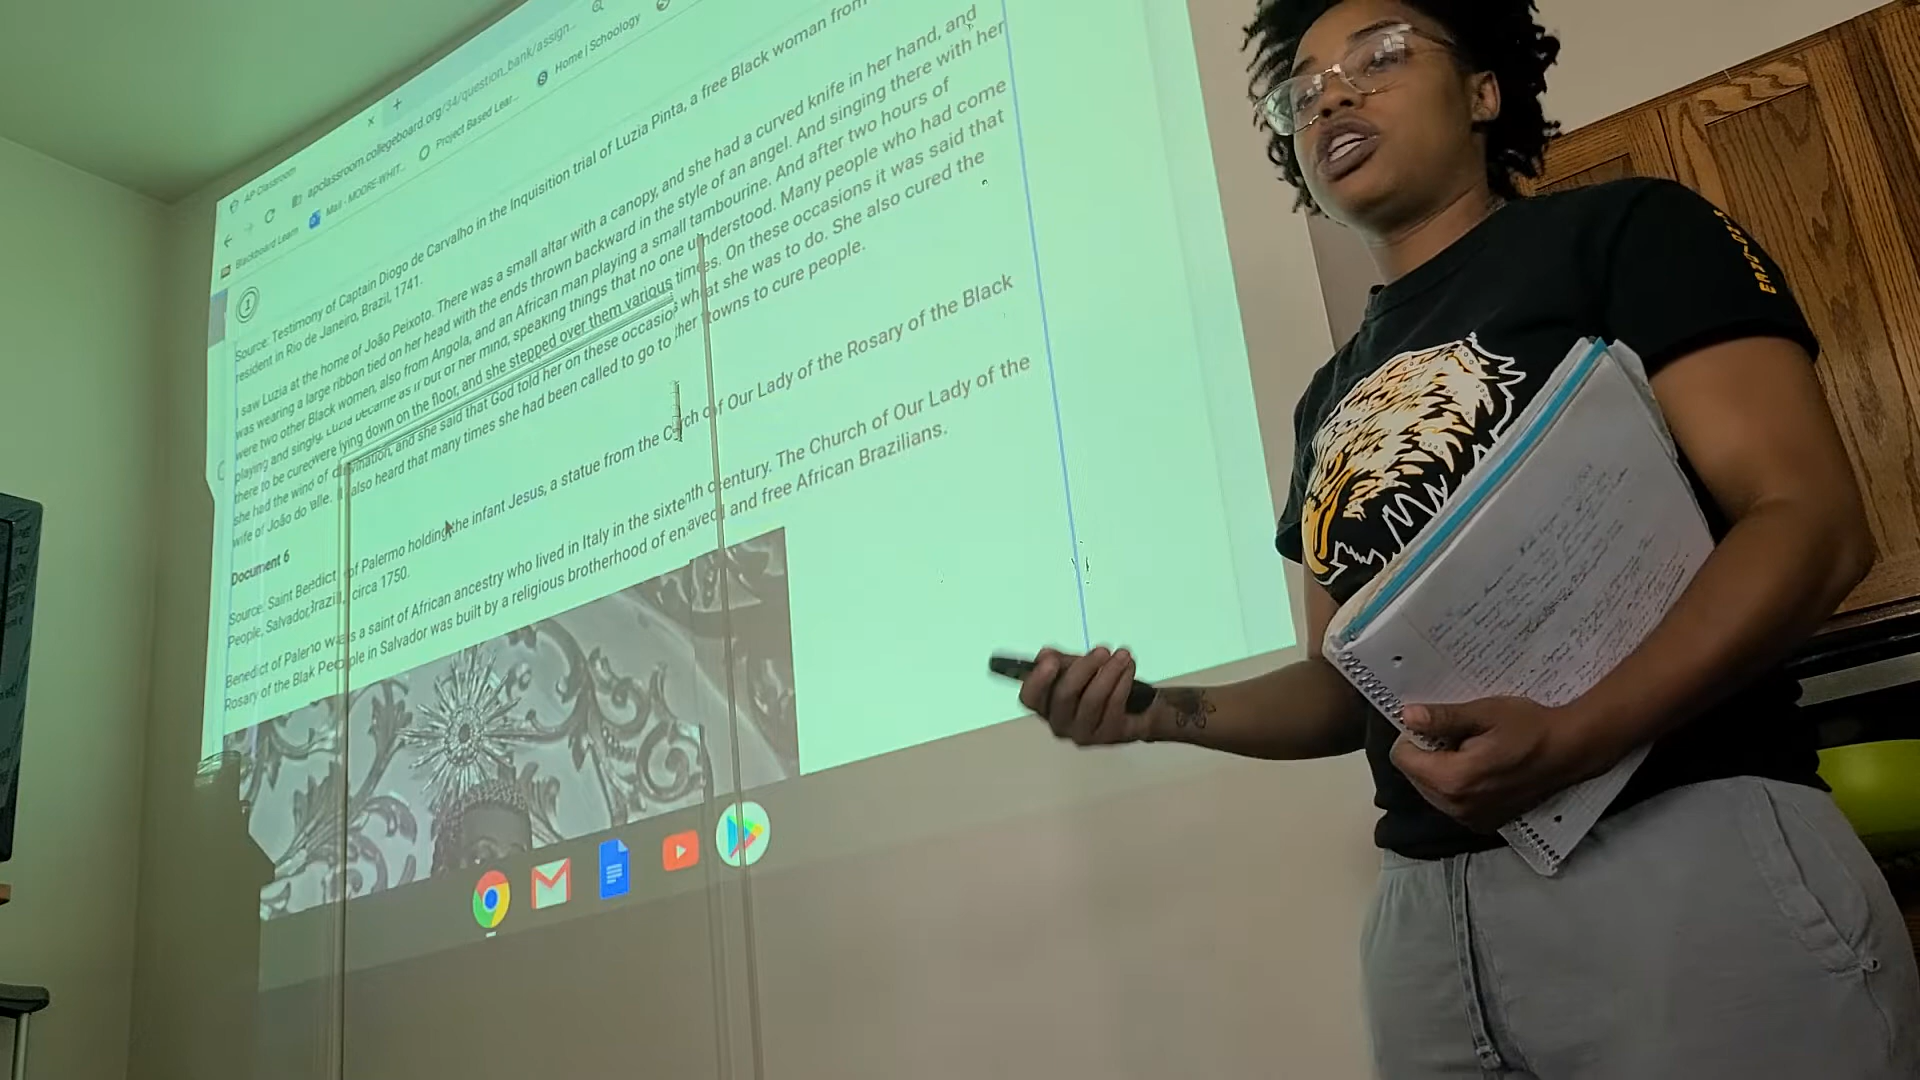 AP Classroom
apclassroom.collegeboard.org/34/question_bank/assign...
Blackboard Learn
Mail - MOORE-WHIT...
Project Based Lear...
Home | Schoology
1
Source: Testimony of Captain Diogo de Carvalho in the Inquisition trial of Luzia Pinta, a free Black woman from
resident in Rio de Janeiro, Brazil, 1741.
I saw Luzia at the home of João Peixoto. There was a small altar with a canopy, and she had a curved knife in her hand, and
was wearing a large ribbon tied on her head with the ends thrown backward in the style of an angel. And singing there with her
were two other Black women, also from Angola, and an African man playing a small tambourine. And after two hours of
playing and singing, Luzia became as if out of her mind, speaking things that no one understood. Many people who had come
there to be cured were lying down on the floor, and she stepped over them various times. On these occasions it was said that
she had the wind of divination, and she said that God told her on these occasions what she was to do. She also cured the
wife of João do Valle. I also heard that many times she had been called to go to other towns to cure people.
Document 6
Source: Saint Benedict of Palermo holding the infant Jesus, a statue from the Church of Our Lady of the Rosary of the Black
People, Salvador, Brazil, circa 1750.
Benedict of Palermo was a saint of African ancestry who lived in Italy in the sixteenth century. The Church of Our Lady of the
Rosary of the Black People in Salvador was built by a religious brotherhood of enslaved and free African Brazilians.